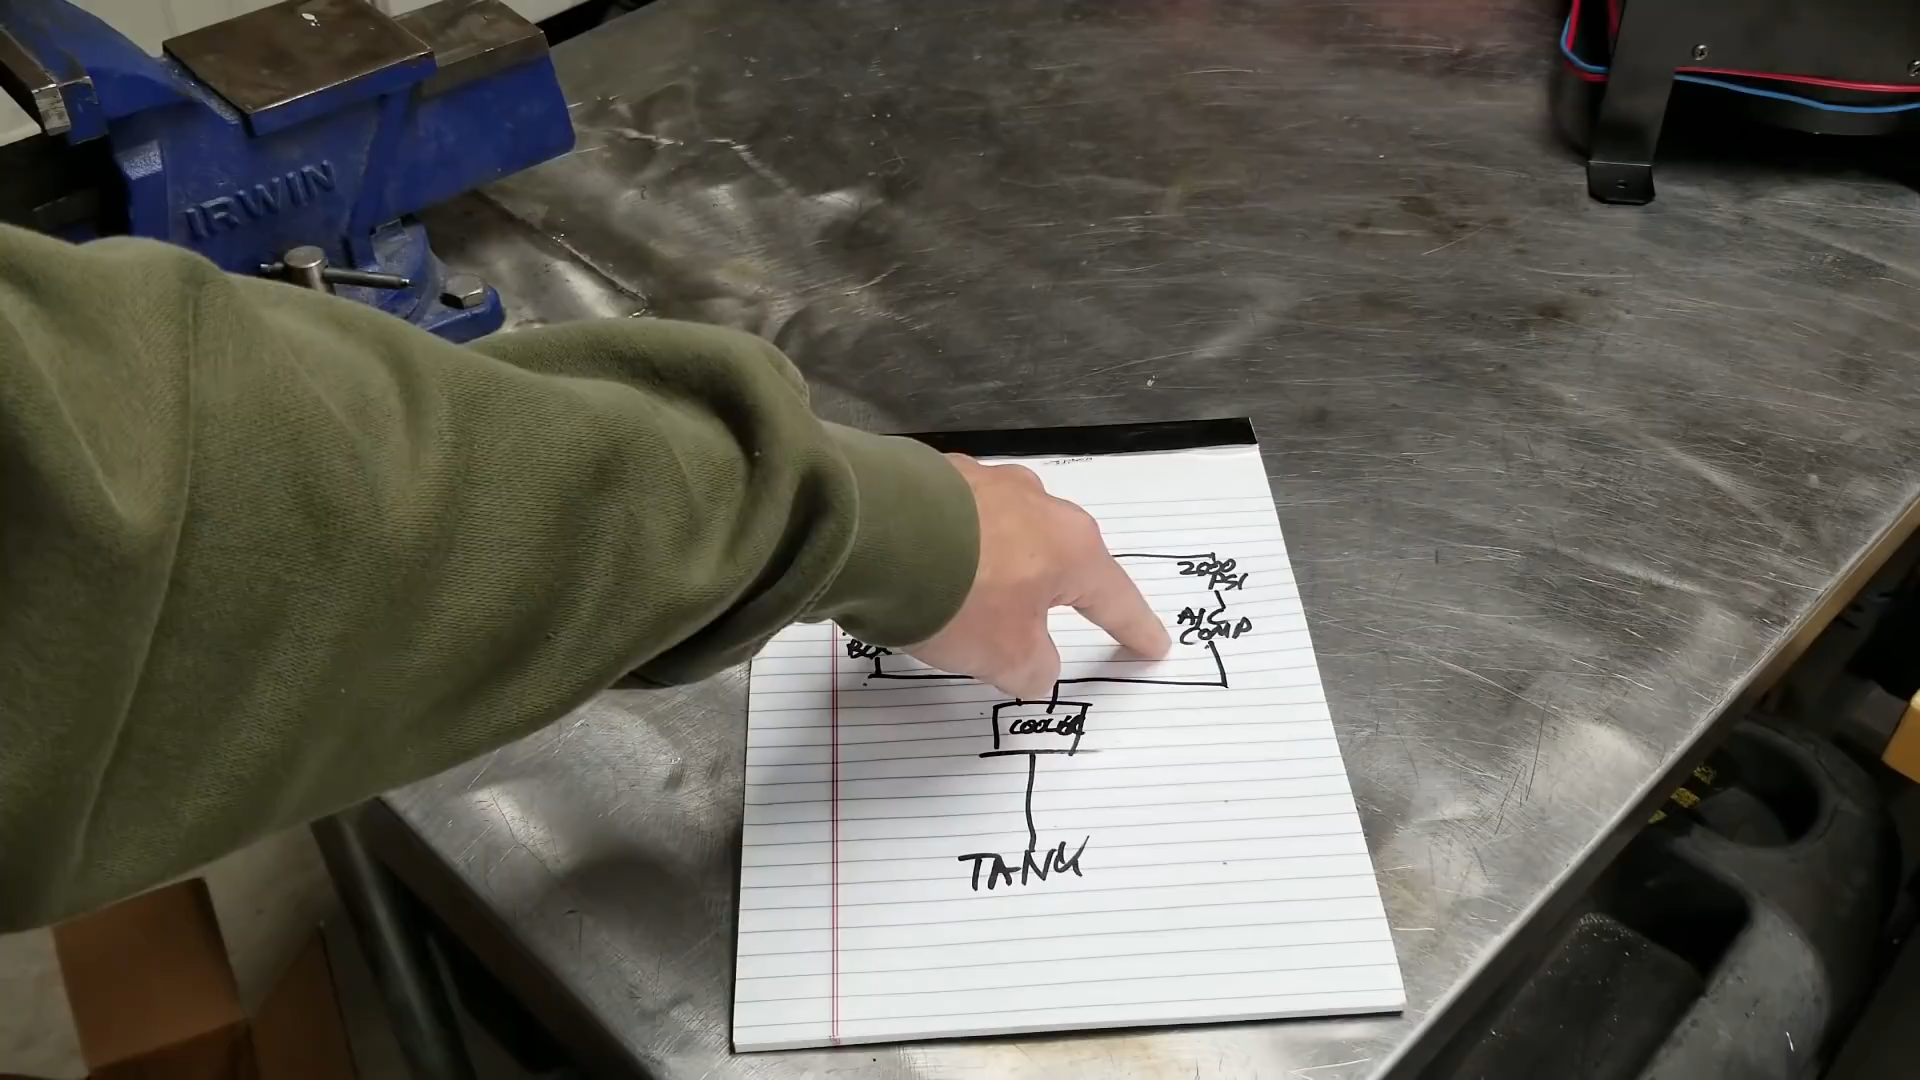 IRWIN
2000
PSI
A/C
COMP
COOLER
TANK